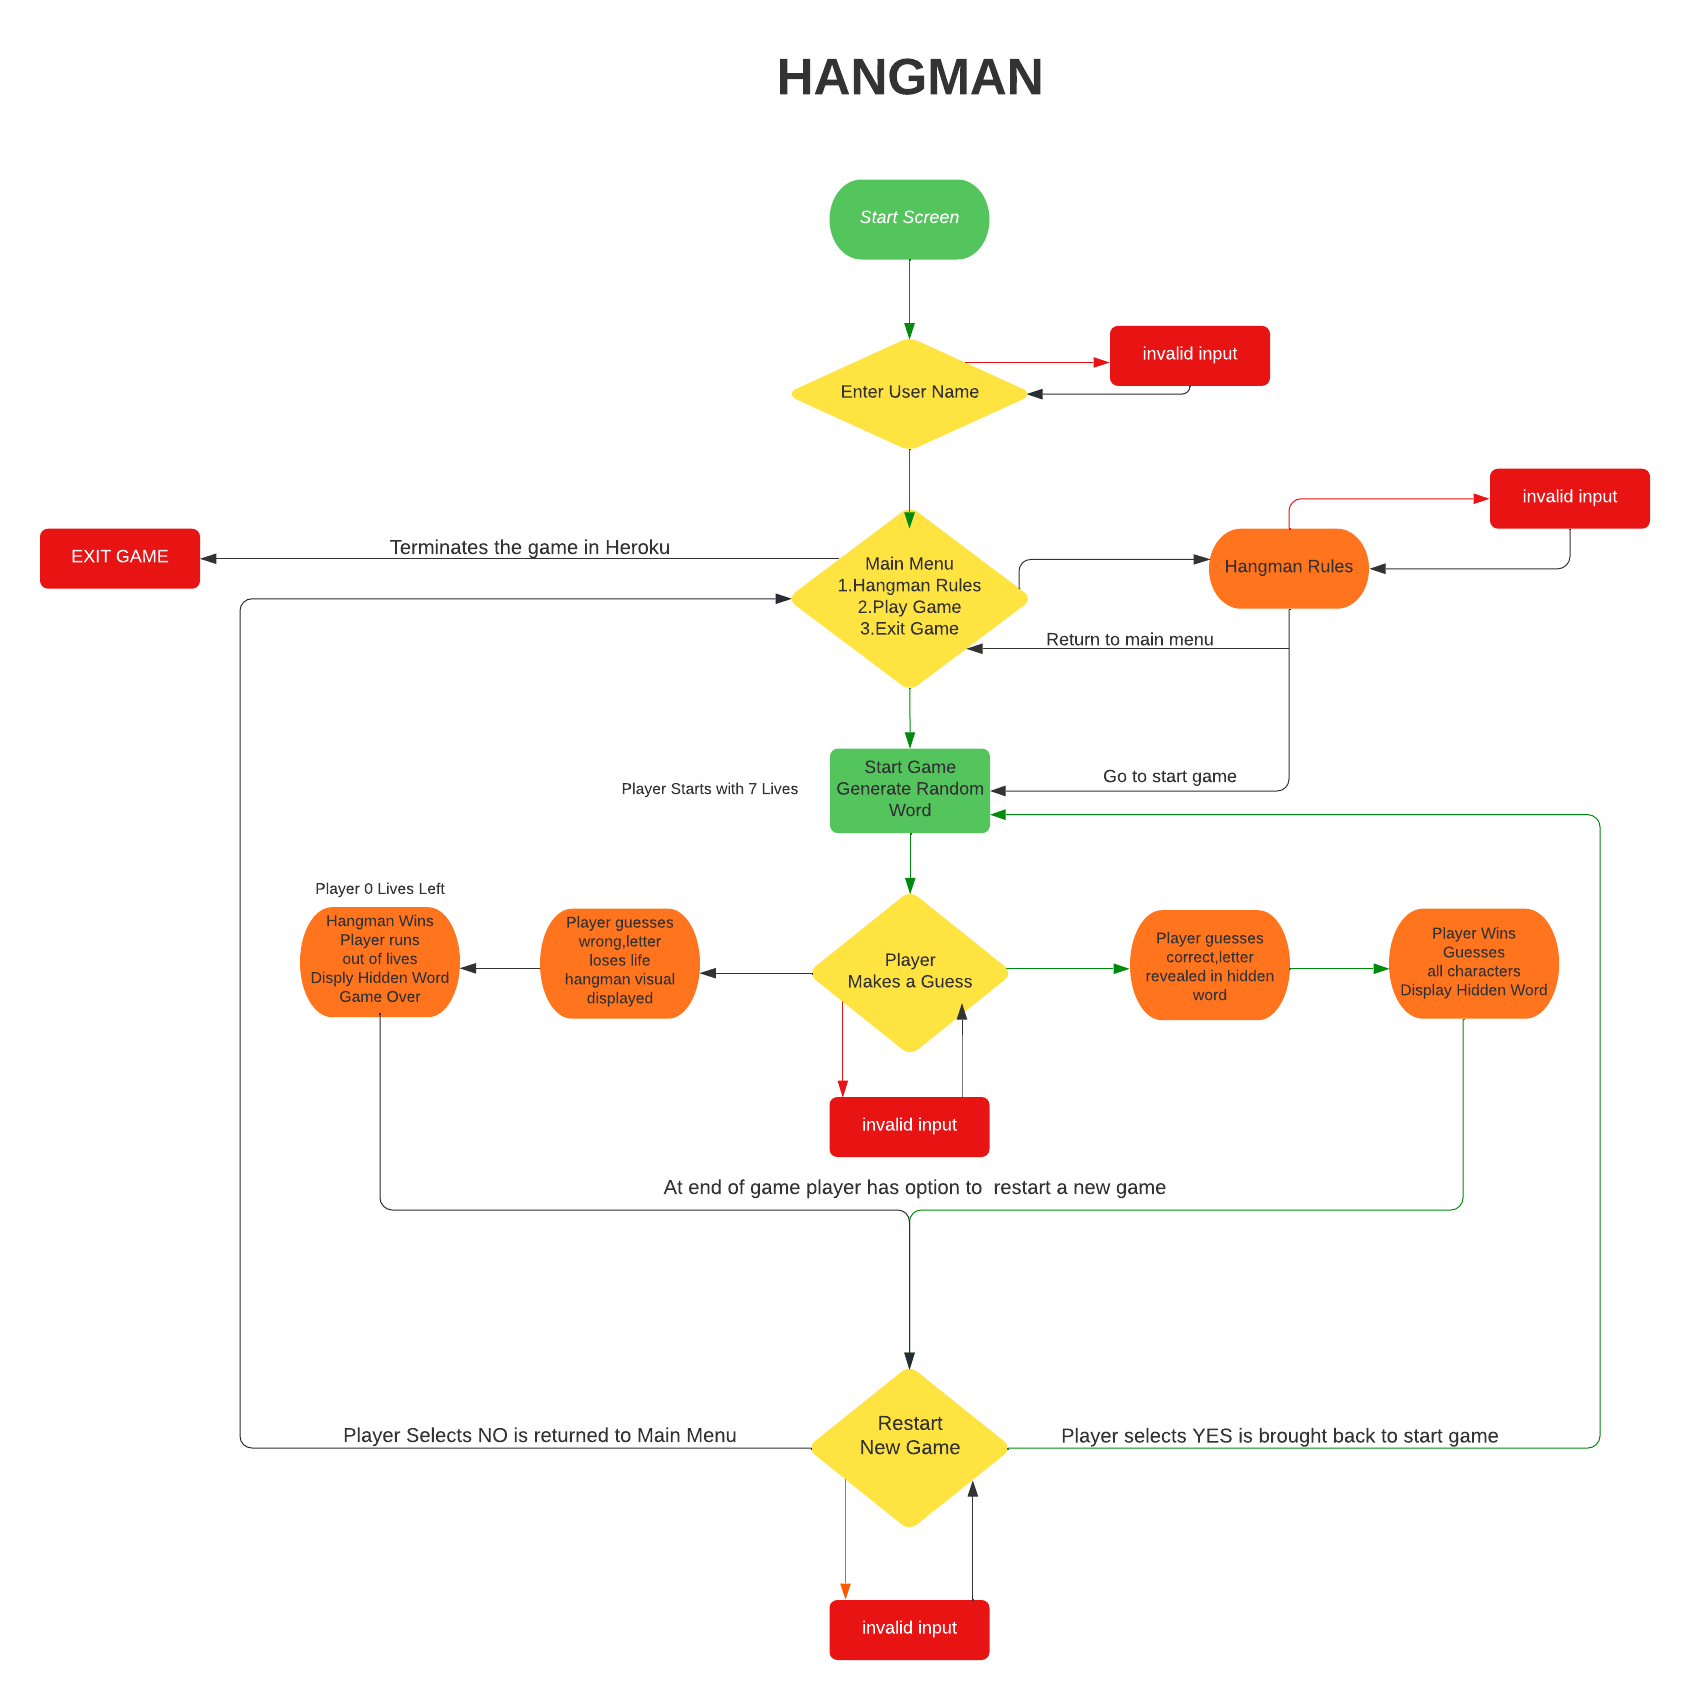 HANGMAN
Start Screen
invalid input
Enter User Name
invalid input
Terminates the game in Heroku
EXIT GAME
Main Menu
1.Hangman Rules
2.Play Game
3.Exit Game
Hangman Rules
Return to main menu
Start Game
Generate Random
Word
Go to start game
Player Starts with 7 Lives
Player 0 Lives Left
Hangman Wins
Player runs
out of lives
Disply Hidden Word
Game Over
Player guesses
wrong,letter
loses life
hangman visual
displayed
Player
Makes a Guess
Player guesses
correct,letter
revealed in hidden
word
Player Wins
Guesses
all characters
Display Hidden Word
invalid input
At end of game player has option to  restart a new game
Restart
New Game
Player Selects NO is returned to Main Menu
Player selects YES is brought back to start game
invalid input